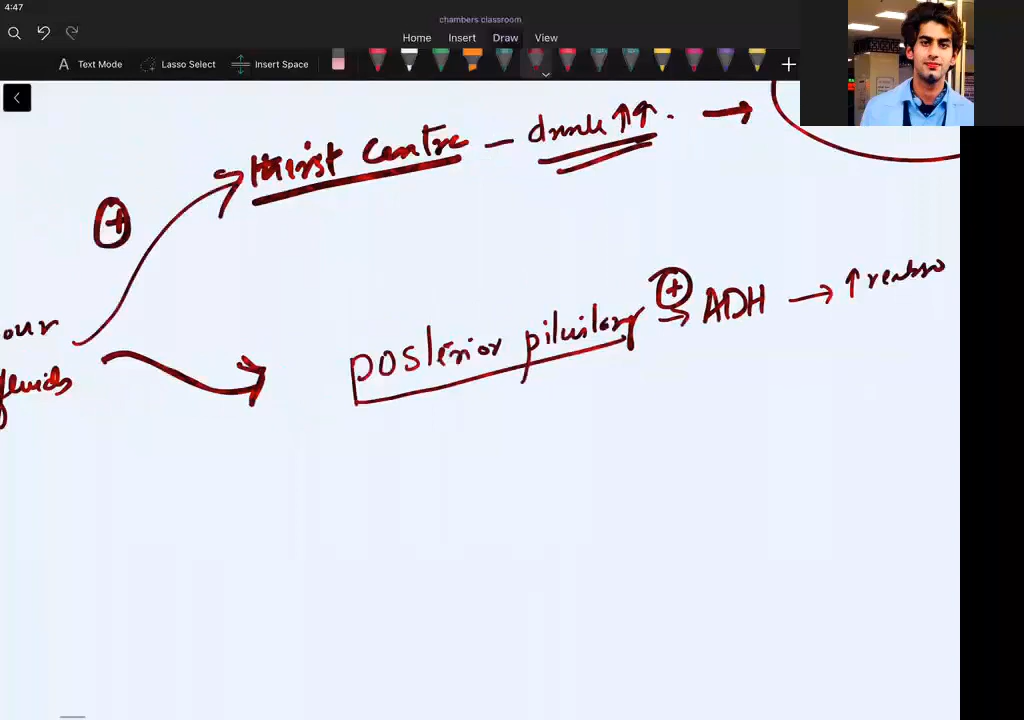 4:47
chambers classroom
Home Insert Draw View
Text Mode Lasso Select Insert Space
thirst centre - drink ↑↑. →
+
our
fluids
posterior pituitary + → ADH → ↑ reabso